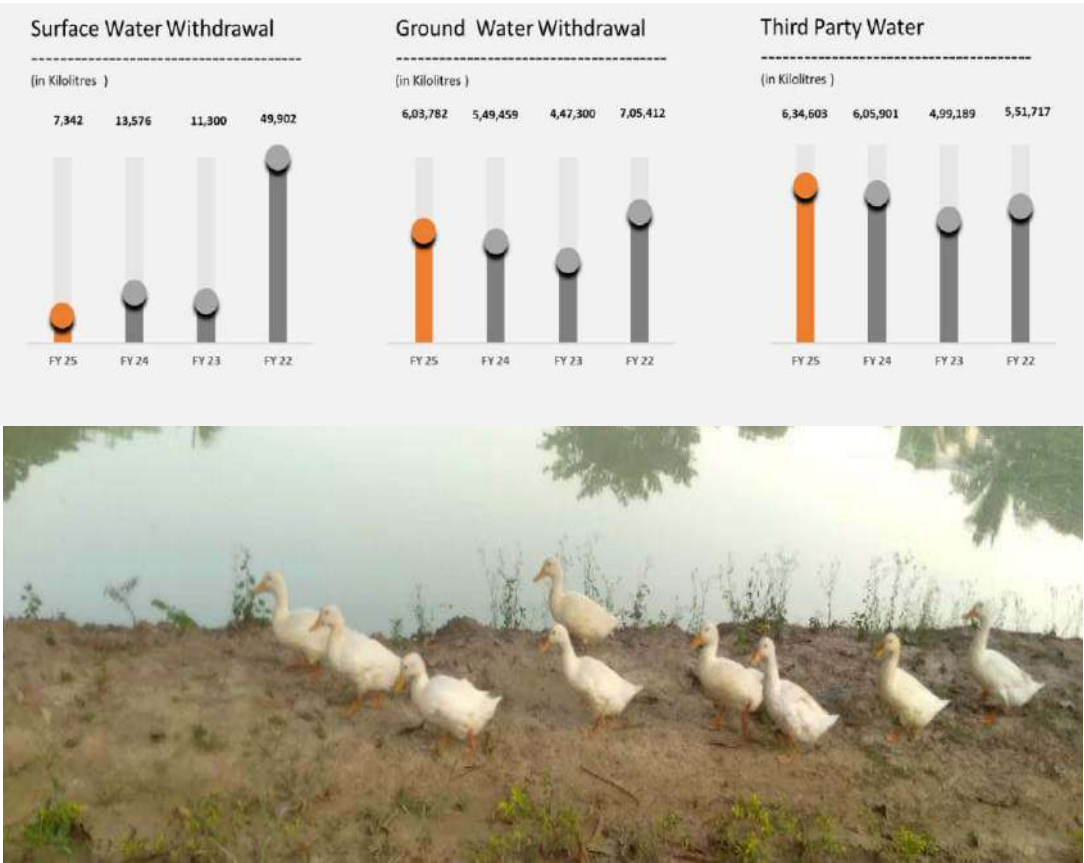 Surface Water Withdrawal
(in Kilolitres )
7,342 13,576 11,300 49,902
FY 25 FY 24 FY 23 FY 22
Ground Water Withdrawal
(in Kilolitres )
6,03,782 5,49,459 4,47,300 7,05,412
FY 25 FY 24 FY 23 FY 22
Third Party Water
(in Kilolitres )
6,34,603 6,05,901 4,99,189 5,51,717
FY 25 FY 24 FY 23 FY 22